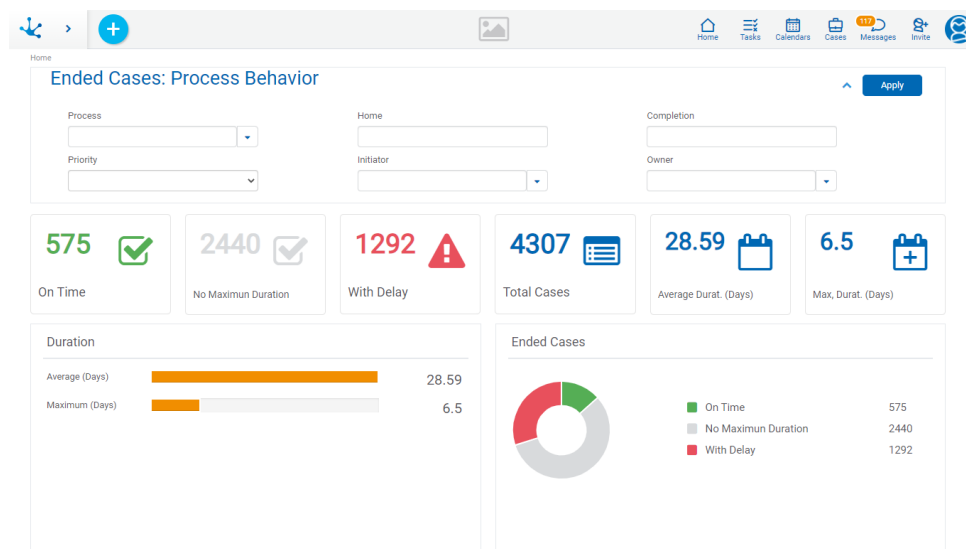 117
Home
Tasks
Calendars
Cases
Messages
Invite
Home
Ended Cases: Process Behavior
Apply
Process
Home
Completion
Priority
Initiator
Owner
575
On Time
2440
No Maximun Duration
1292
With Delay
4307
Total Cases
28.59
Average Durat. (Days)
6.5
Max, Durat. (Days)
Duration
Average (Days) 28.59
Maximum (Days) 6.5
Ended Cases
On Time 575
No Maximun Duration 2440
With Delay 1292